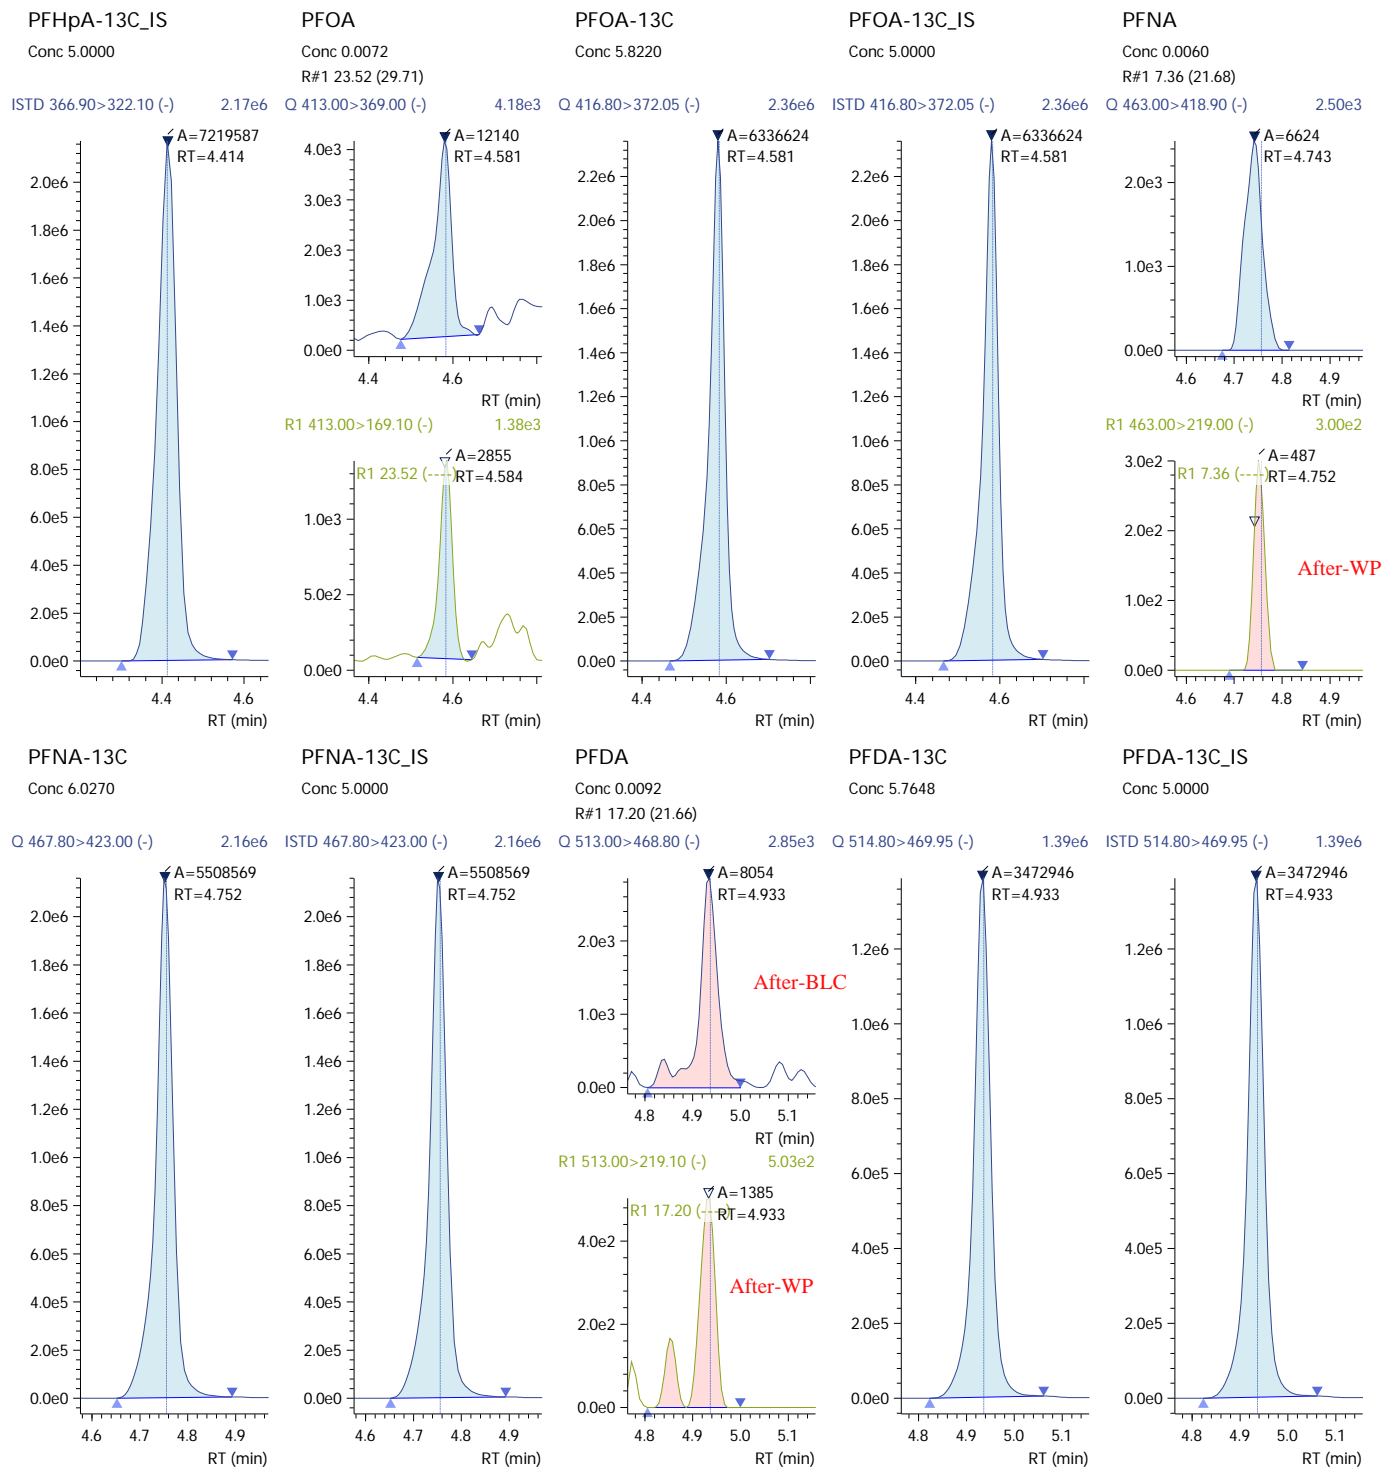 PFHpA-13C_IS
Conc 5.0000
ISTD 366.90>322.10 (-) 2.17e6
A=7219587
RT=4.414
2.0e6
1.8e6
1.6e6
1.4e6
1.2e6
1.0e6
8.0e5
6.0e5
4.0e5
2.0e5
0.0e0
4.4 4.6
RT (min)
PFOA
Conc 0.0072
R#1 23.52 (29.71)
Q 413.00>369.00 (-) 4.18e3
A=12140
RT=4.581
4.0e3
3.0e3
2.0e3
1.0e3
0.0e0
4.4 4.6
RT (min)
R1 413.00>169.10 (-) 1.38e3
A=2855
R1 23.52 (----)
RT=4.584
1.0e3
5.0e2
0.0e0
4.4 4.6
RT (min)
PFOA-13C
Conc 5.8220
Q 416.80>372.05 (-) 2.36e6
A=6336624
RT=4.581
2.2e6
2.0e6
1.8e6
1.6e6
1.4e6
1.2e6
1.0e6
8.0e5
6.0e5
4.0e5
2.0e5
0.0e0
4.4 4.6
RT (min)
PFOA-13C_IS
Conc 5.0000
ISTD 416.80>372.05 (-) 2.36e6
A=6336624
RT=4.581
2.2e6
2.0e6
1.8e6
1.6e6
1.4e6
1.2e6
1.0e6
8.0e5
6.0e5
4.0e5
2.0e5
0.0e0
4.4 4.6
RT (min)
PFNA
Conc 0.0060
R#1 7.36 (21.68)
Q 463.00>418.90 (-) 2.50e3
A=6624
RT=4.743
2.0e3
1.0e3
0.0e0
4.6 4.7 4.8 4.9
RT (min)
R1 463.00>219.00 (-) 3.00e2
A=487
R1 7.36 (----)
RT=4.752
3.0e2
2.0e2
After-WP
1.0e2
0.0e0
4.6 4.7 4.8 4.9
RT (min)
PFNA-13C
Conc 6.0270
Q 467.80>423.00 (-) 2.16e6
A=5508569
RT=4.752
2.0e6
1.8e6
1.6e6
1.4e6
1.2e6
1.0e6
8.0e5
6.0e5
4.0e5
2.0e5
0.0e0
4.6 4.7 4.8 4.9
RT (min)
PFNA-13C_IS
Conc 5.0000
ISTD 467.80>423.00 (-) 2.16e6
A=5508569
RT=4.752
2.0e6
1.8e6
1.6e6
1.4e6
1.2e6
1.0e6
8.0e5
6.0e5
4.0e5
2.0e5
0.0e0
4.6 4.7 4.8 4.9
RT (min)
PFDA
Conc 0.0092
R#1 17.20 (21.66)
Q 513.00>468.80 (-) 2.85e3
A=8054
RT=4.933
2.0e3
After-BLC
1.0e3
0.0e0
4.8 4.9 5.0 5.1
RT (min)
R1 513.00>219.10 (-) 5.03e2
A=1385
R1 17.20 (----)
RT=4.933
4.0e2
After-WP
2.0e2
0.0e0
4.8 4.9 5.0 5.1
RT (min)
PFDA-13C
Conc 5.7648
Q 514.80>469.95 (-) 1.39e6
A=3472946
RT=4.933
1.2e6
1.0e6
8.0e5
6.0e5
4.0e5
2.0e5
0.0e0
4.8 4.9 5.0 5.1
RT (min)
PFDA-13C_IS
Conc 5.0000
ISTD 514.80>469.95 (-) 1.39e6
A=3472946
RT=4.933
1.2e6
1.0e6
8.0e5
6.0e5
4.0e5
2.0e5
0.0e0
4.8 4.9 5.0 5.1
RT (min)